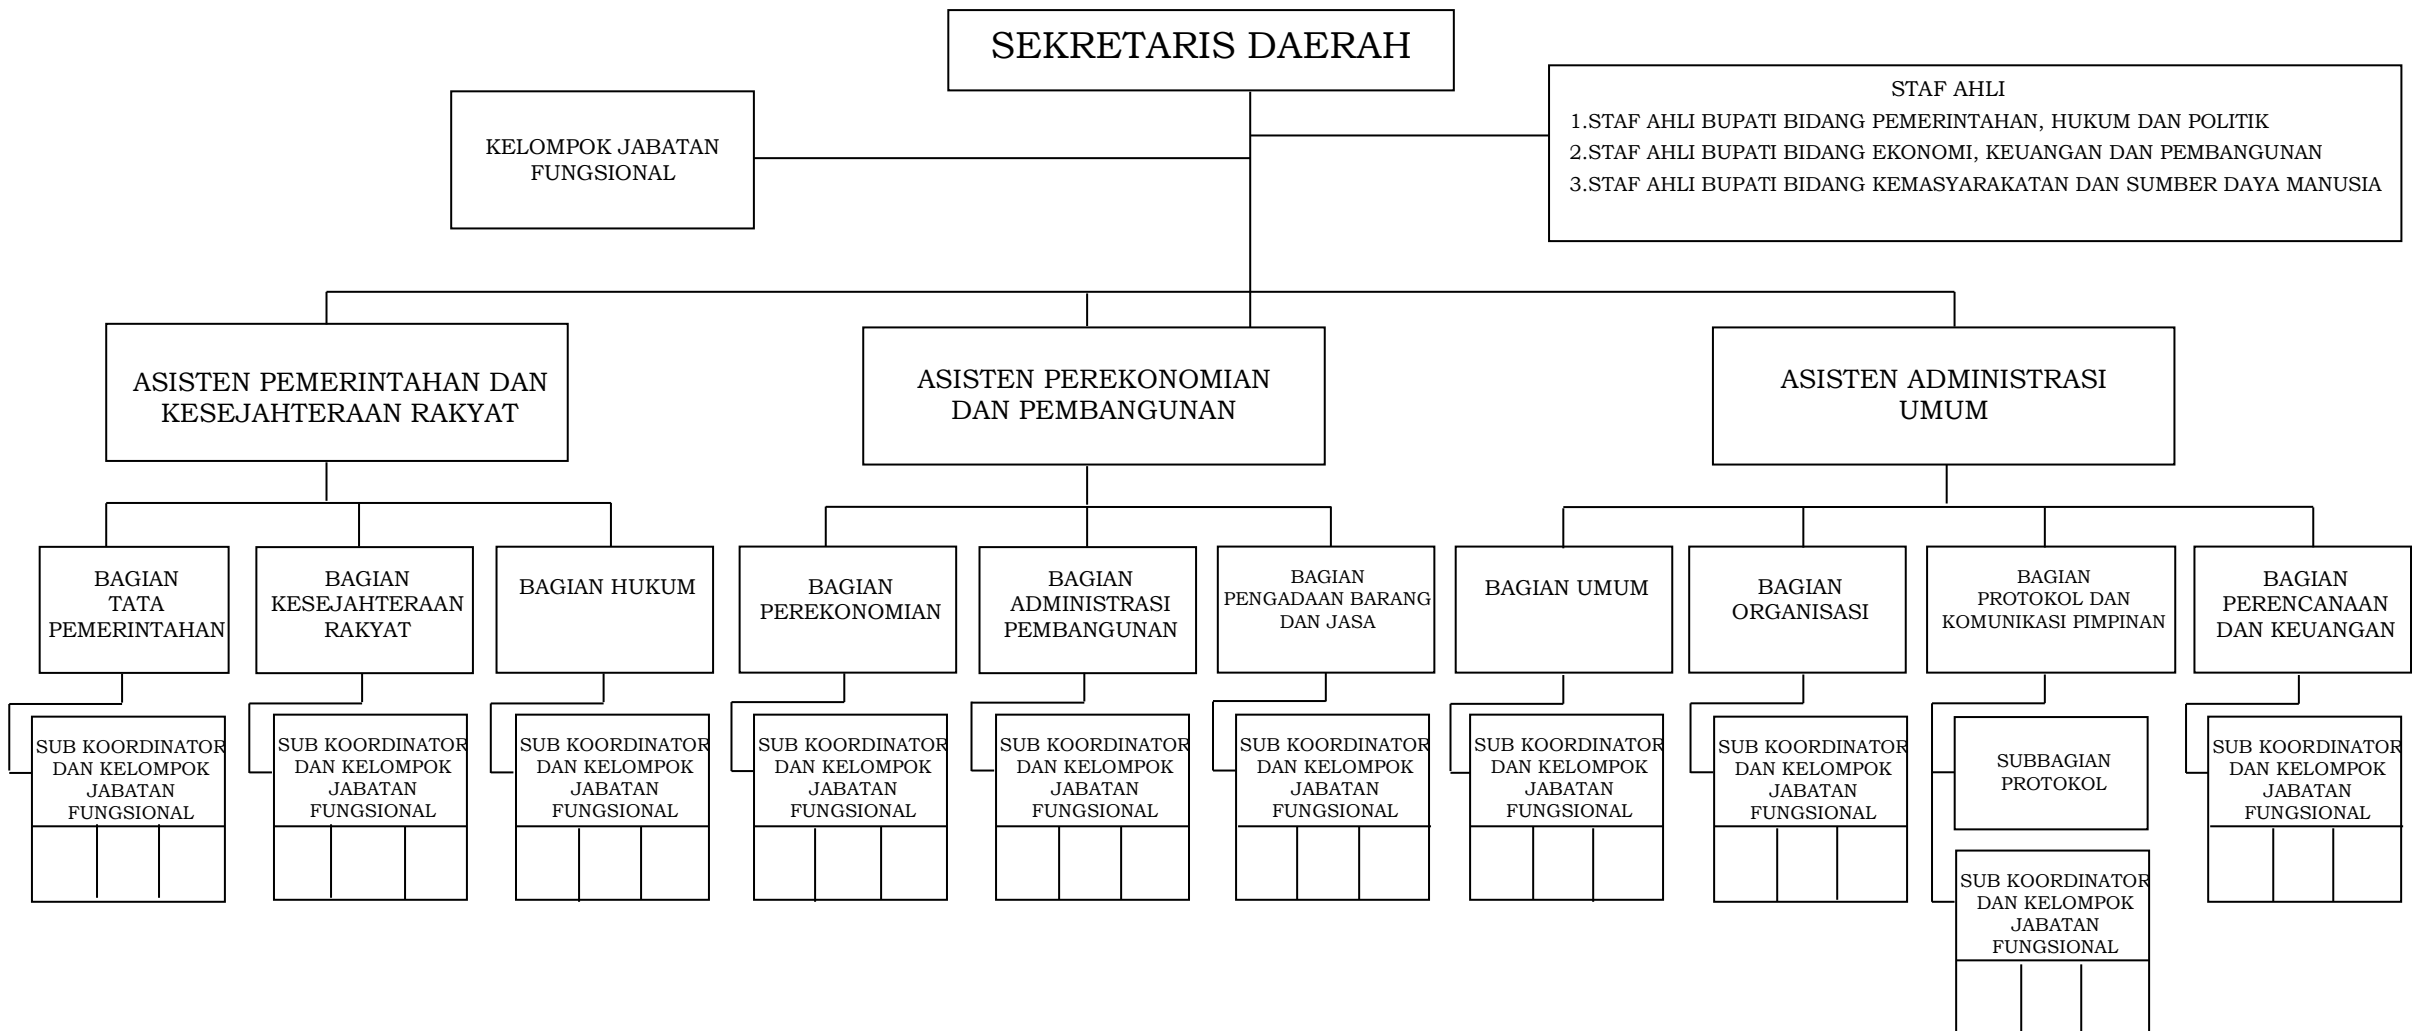 SEKRETARIS DAERAH
KELOMPOK JABATAN
FUNGSIONAL
STAF AHLI
1.STAF AHLI BUPATI BIDANG PEMERINTAHAN, HUKUM DAN POLITIK
2.STAF AHLI BUPATI BIDANG EKONOMI, KEUANGAN DAN PEMBANGUNAN
3.STAF AHLI BUPATI BIDANG KEMASYARAKATAN DAN SUMBER DAYA MANUSIA
ASISTEN PEMERINTAHAN DAN
KESEJAHTERAAN RAKYAT
ASISTEN PEREKONOMIAN
DAN PEMBANGUNAN
ASISTEN ADMINISTRASI
UMUM
BAGIAN
TATA
PEMERINTAHAN
BAGIAN
KESEJAHTERAAN
RAKYAT
BAGIAN HUKUM
BAGIAN
PEREKONOMIAN
BAGIAN
ADMINISTRASI
PEMBANGUNAN
BAGIAN
PENGADAAN BARANG
DAN JASA
BAGIAN UMUM
BAGIAN
ORGANISASI
BAGIAN
PROTOKOL DAN
KOMUNIKASI PIMPINAN
BAGIAN
PERENCANAAN
DAN KEUANGAN
SUB KOORDINATOR
DAN KELOMPOK
JABATAN
FUNGSIONAL
SUB KOORDINATOR
DAN KELOMPOK
JABATAN
FUNGSIONAL
SUB KOORDINATOR
DAN KELOMPOK
JABATAN
FUNGSIONAL
SUB KOORDINATOR
DAN KELOMPOK
JABATAN
FUNGSIONAL
SUB KOORDINATOR
DAN KELOMPOK
JABATAN
FUNGSIONAL
SUB KOORDINATOR
DAN KELOMPOK
JABATAN
FUNGSIONAL
SUB KOORDINATOR
DAN KELOMPOK
JABATAN
FUNGSIONAL
SUB KOORDINATOR
DAN KELOMPOK
JABATAN
FUNGSIONAL
SUBBAGIAN
PROTOKOL
SUB KOORDINATOR
DAN KELOMPOK
JABATAN
FUNGSIONAL
SUB KOORDINATOR
DAN KELOMPOK
JABATAN
FUNGSIONAL